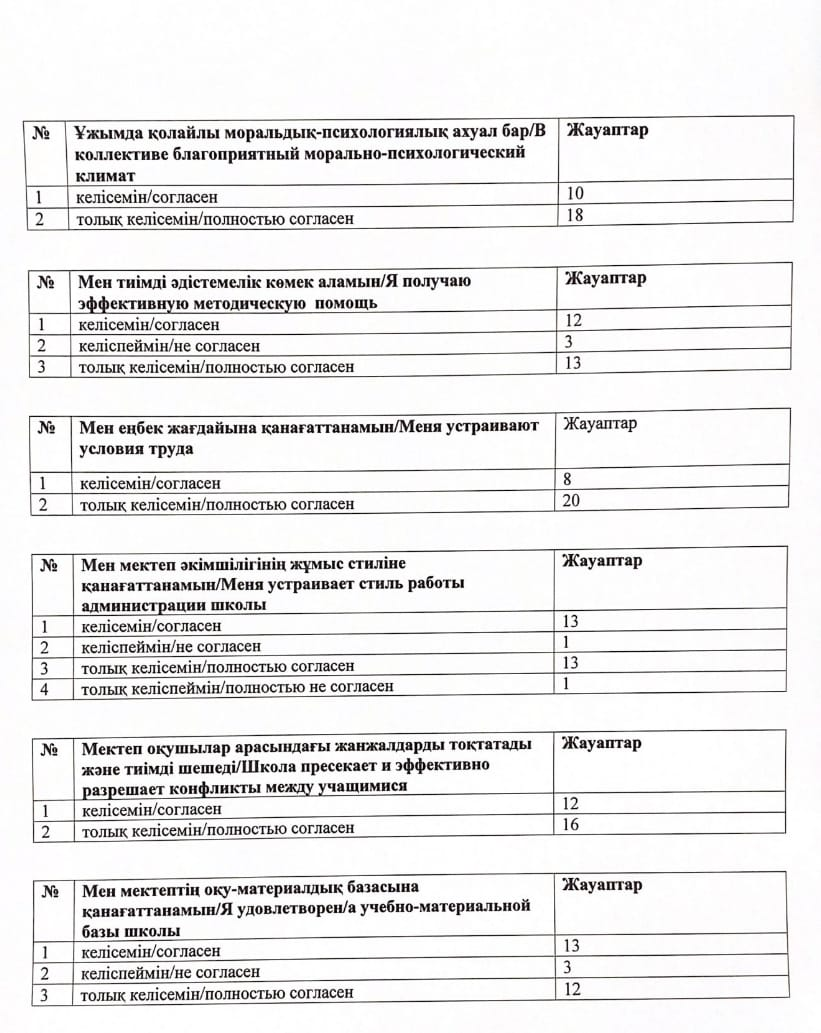 № Ұжымда қолайлы моральдық-психологиялық ахуал бар/В Жауаптар
коллективе благоприятный морально-психологический
климат
1 келісемін/согласен 10
2 толық келісемін/полностью согласен 18
№ Мен тиімді әдістемелік көмек аламын/Я получаю Жауаптар
эффективную методическую помощь
1 келісемін/согласен 12
2 келіспеймін/не согласен 3
3 толық келісемін/полностью согласен 13
№ Мен еңбек жағдайына қанағаттанамын/Меня устраивают Жауаптар
условия труда
1 келісемін/согласен 8
2 толық келісемін/полностью согласен 20
№ Мен мектеп әкімшілігінің жұмыс стиліне Жауаптар
қанағаттанамын/Меня устраивает стиль работы
администрации школы
1 келісемін/согласен 13
2 келіспеймін/не согласен 1
3 толық келісемін/полностью согласен 13
4 толық келіспеймін/полностью не согласен 1
№ Мектеп оқушылар арасындағы жанжалдарды тоқтатады Жауаптар
және тиімді шешеді/Школа пресекает и эффективно
разрешает конфликты между учащимися
1 келісемін/согласен 12
2 толық келісемін/полностью согласен 16
№ Мен мектептің оқу-материалдық базасына Жауаптар
қанағаттанамын/Я удовлетворен/а учебно-материальной
базы школы
1 келісемін/согласен 13
2 келіспеймін/не согласен 3
3 толық келісемін/полностью согласен 12